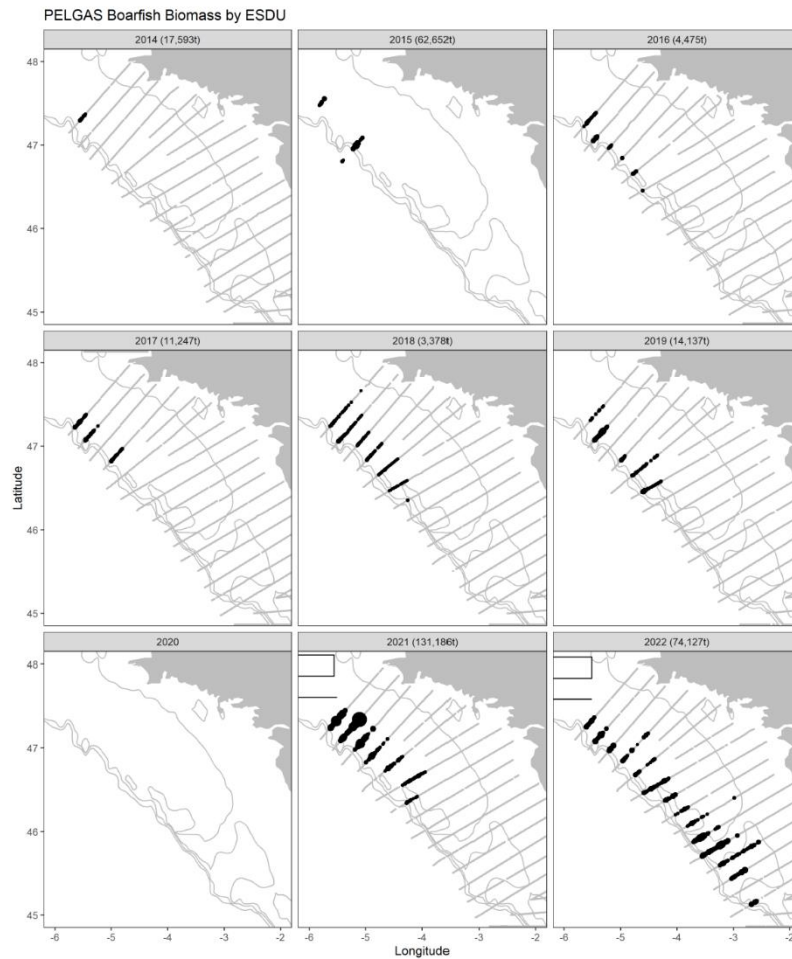 PELGAS Boarfish Biomass by ESDU
2014 (17,593t)
2015 (62,652t)
2016 (4,475t)
48
47
46
45
2017 (11,247t)
2018 (3,378t)
2019 (14,137t)
48
47
46
45
Latitude
2020
2021 (131,186t)
2022 (74,127t)
48
47
46
45
-6 -5 -4 -3 -2
-6 -5 -4 -3 -2
-6 -5 -4 -3 -2
Longitude